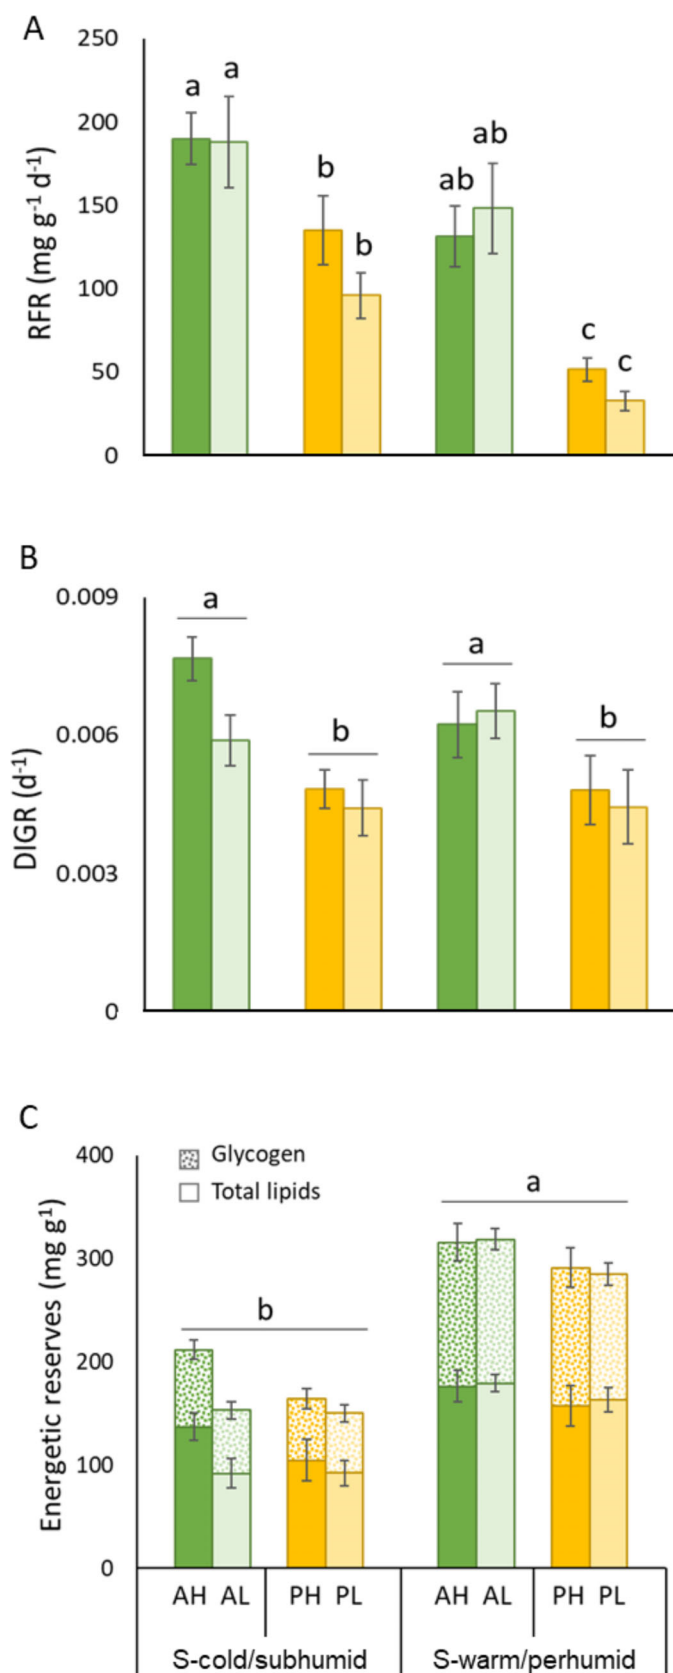 A
250
200
150
100
50
0
RFR (mg g⁻¹ d⁻¹)
a a
b b
ab ab
c c
B
0.009
0.006
0.003
0
DIGR (d⁻¹)
a
b
a
b
C
400
300
200
100
0
Energetic reserves (mg g¹)
Glycogen
Total lipids
b
a
AH AL PH PL AH AL PH PL
S-cold/subhumid S-warm/perhumid